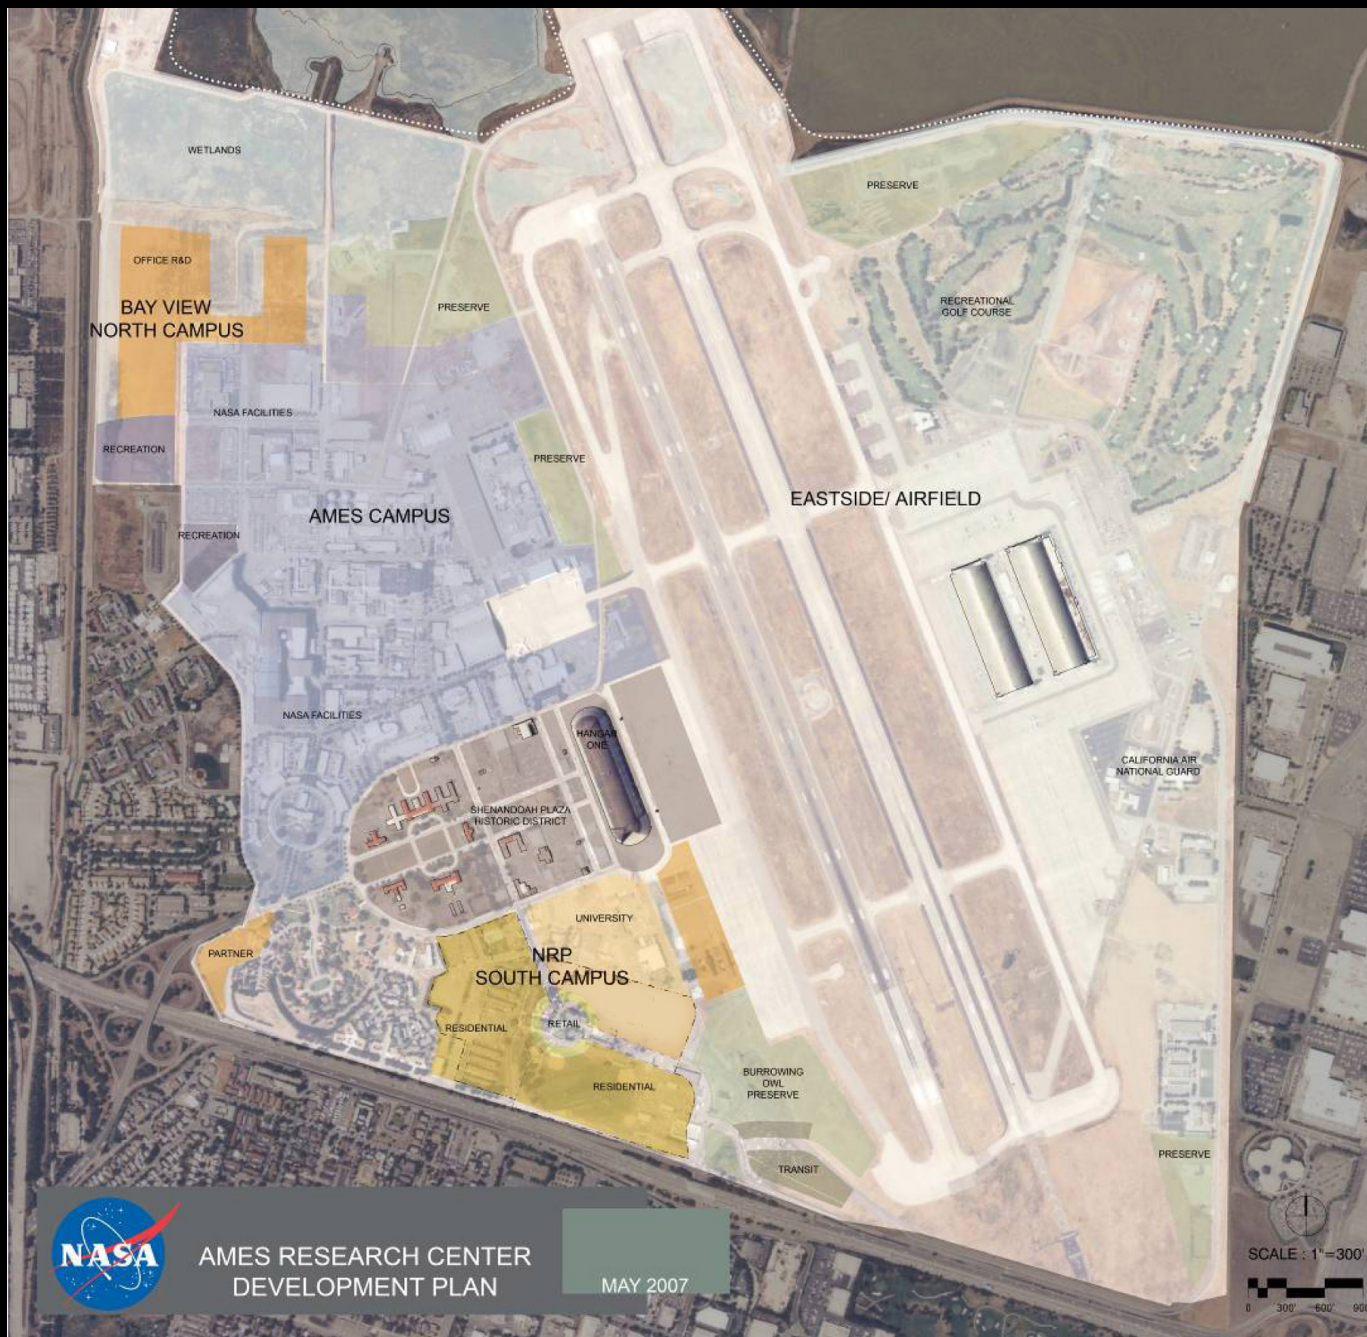 WETLANDS
PRESERVE
OFFICE R&D
BAY VIEW
NORTH CAMPUS
PRESERVE
RECREATIONAL
GOLF COURSE
NASA FACILITIES
RECREATION
PRESERVE
EASTSIDE/ AIRFIELD
AMES CAMPUS
RECREATION
NASA FACILITIES
HANGAR
ONE
CALIFORNIA AIR
NATIONAL GUARD
SHENANDOAH PLAZA
HISTORIC DISTRICT
UNIVERSITY
PARTNER
NRP
SOUTH CAMPUS
RESIDENTIAL
RETAIL
RESIDENTIAL
BURROWING
OWL
PRESERVE
TRANSIT
PRESERVE
NASA
AMES RESEARCH CENTER
DEVELOPMENT PLAN
MAY 2007
SCALE : 1"=300'
0 300' 600' 900